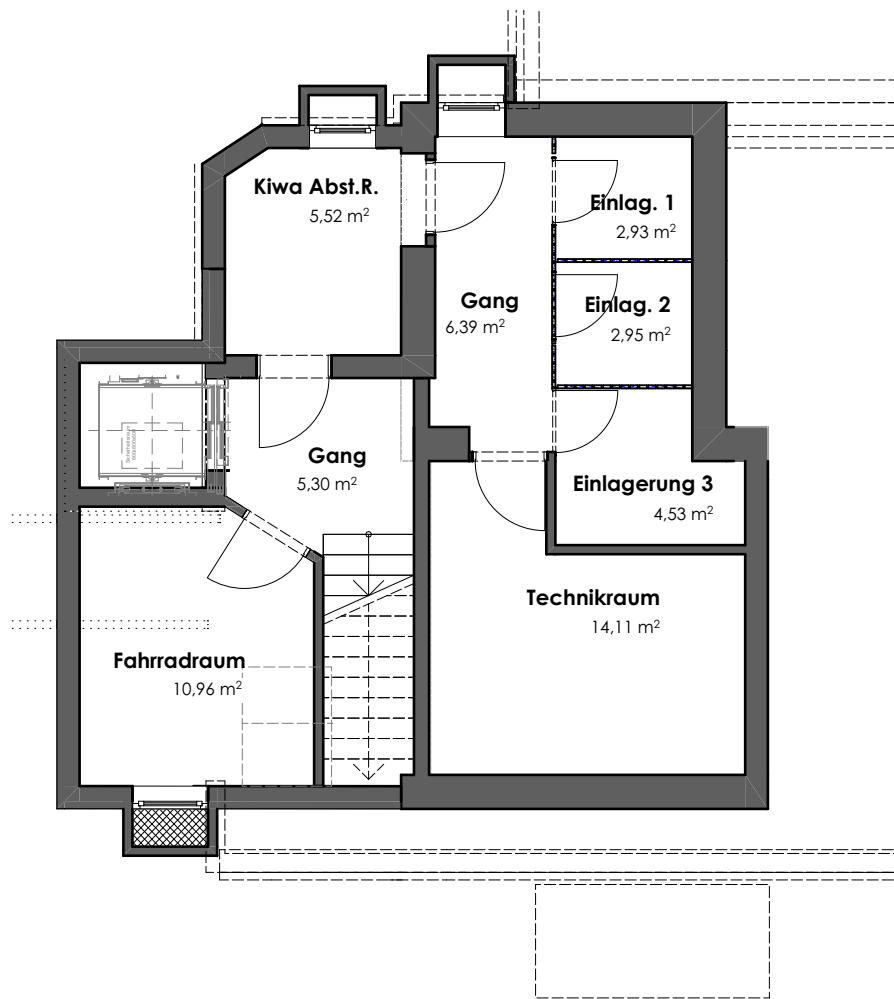 Kiwa Abst.R.
5,52 m²
Einlag. 1
2,93 m²
Gang
6,39 m²
Einlag. 2
2,95 m²
Gang
5,30 m²
Einlagerung 3
4,53 m²
Technikraum
14,11 m²
Fahrradraum
10,96 m²